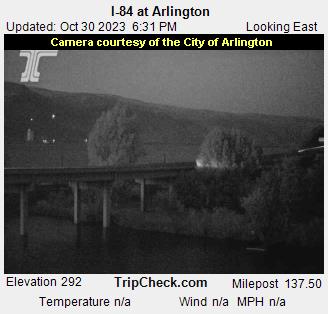 I-84 at Arlington
Updated: Oct 30 2023 6:31 PM Looking East
Camera courtesy of the City of Arlington
Elevation 292 TripCheck.com Milepost 137.50
Temperature n/a Wind n/a MPH n/a